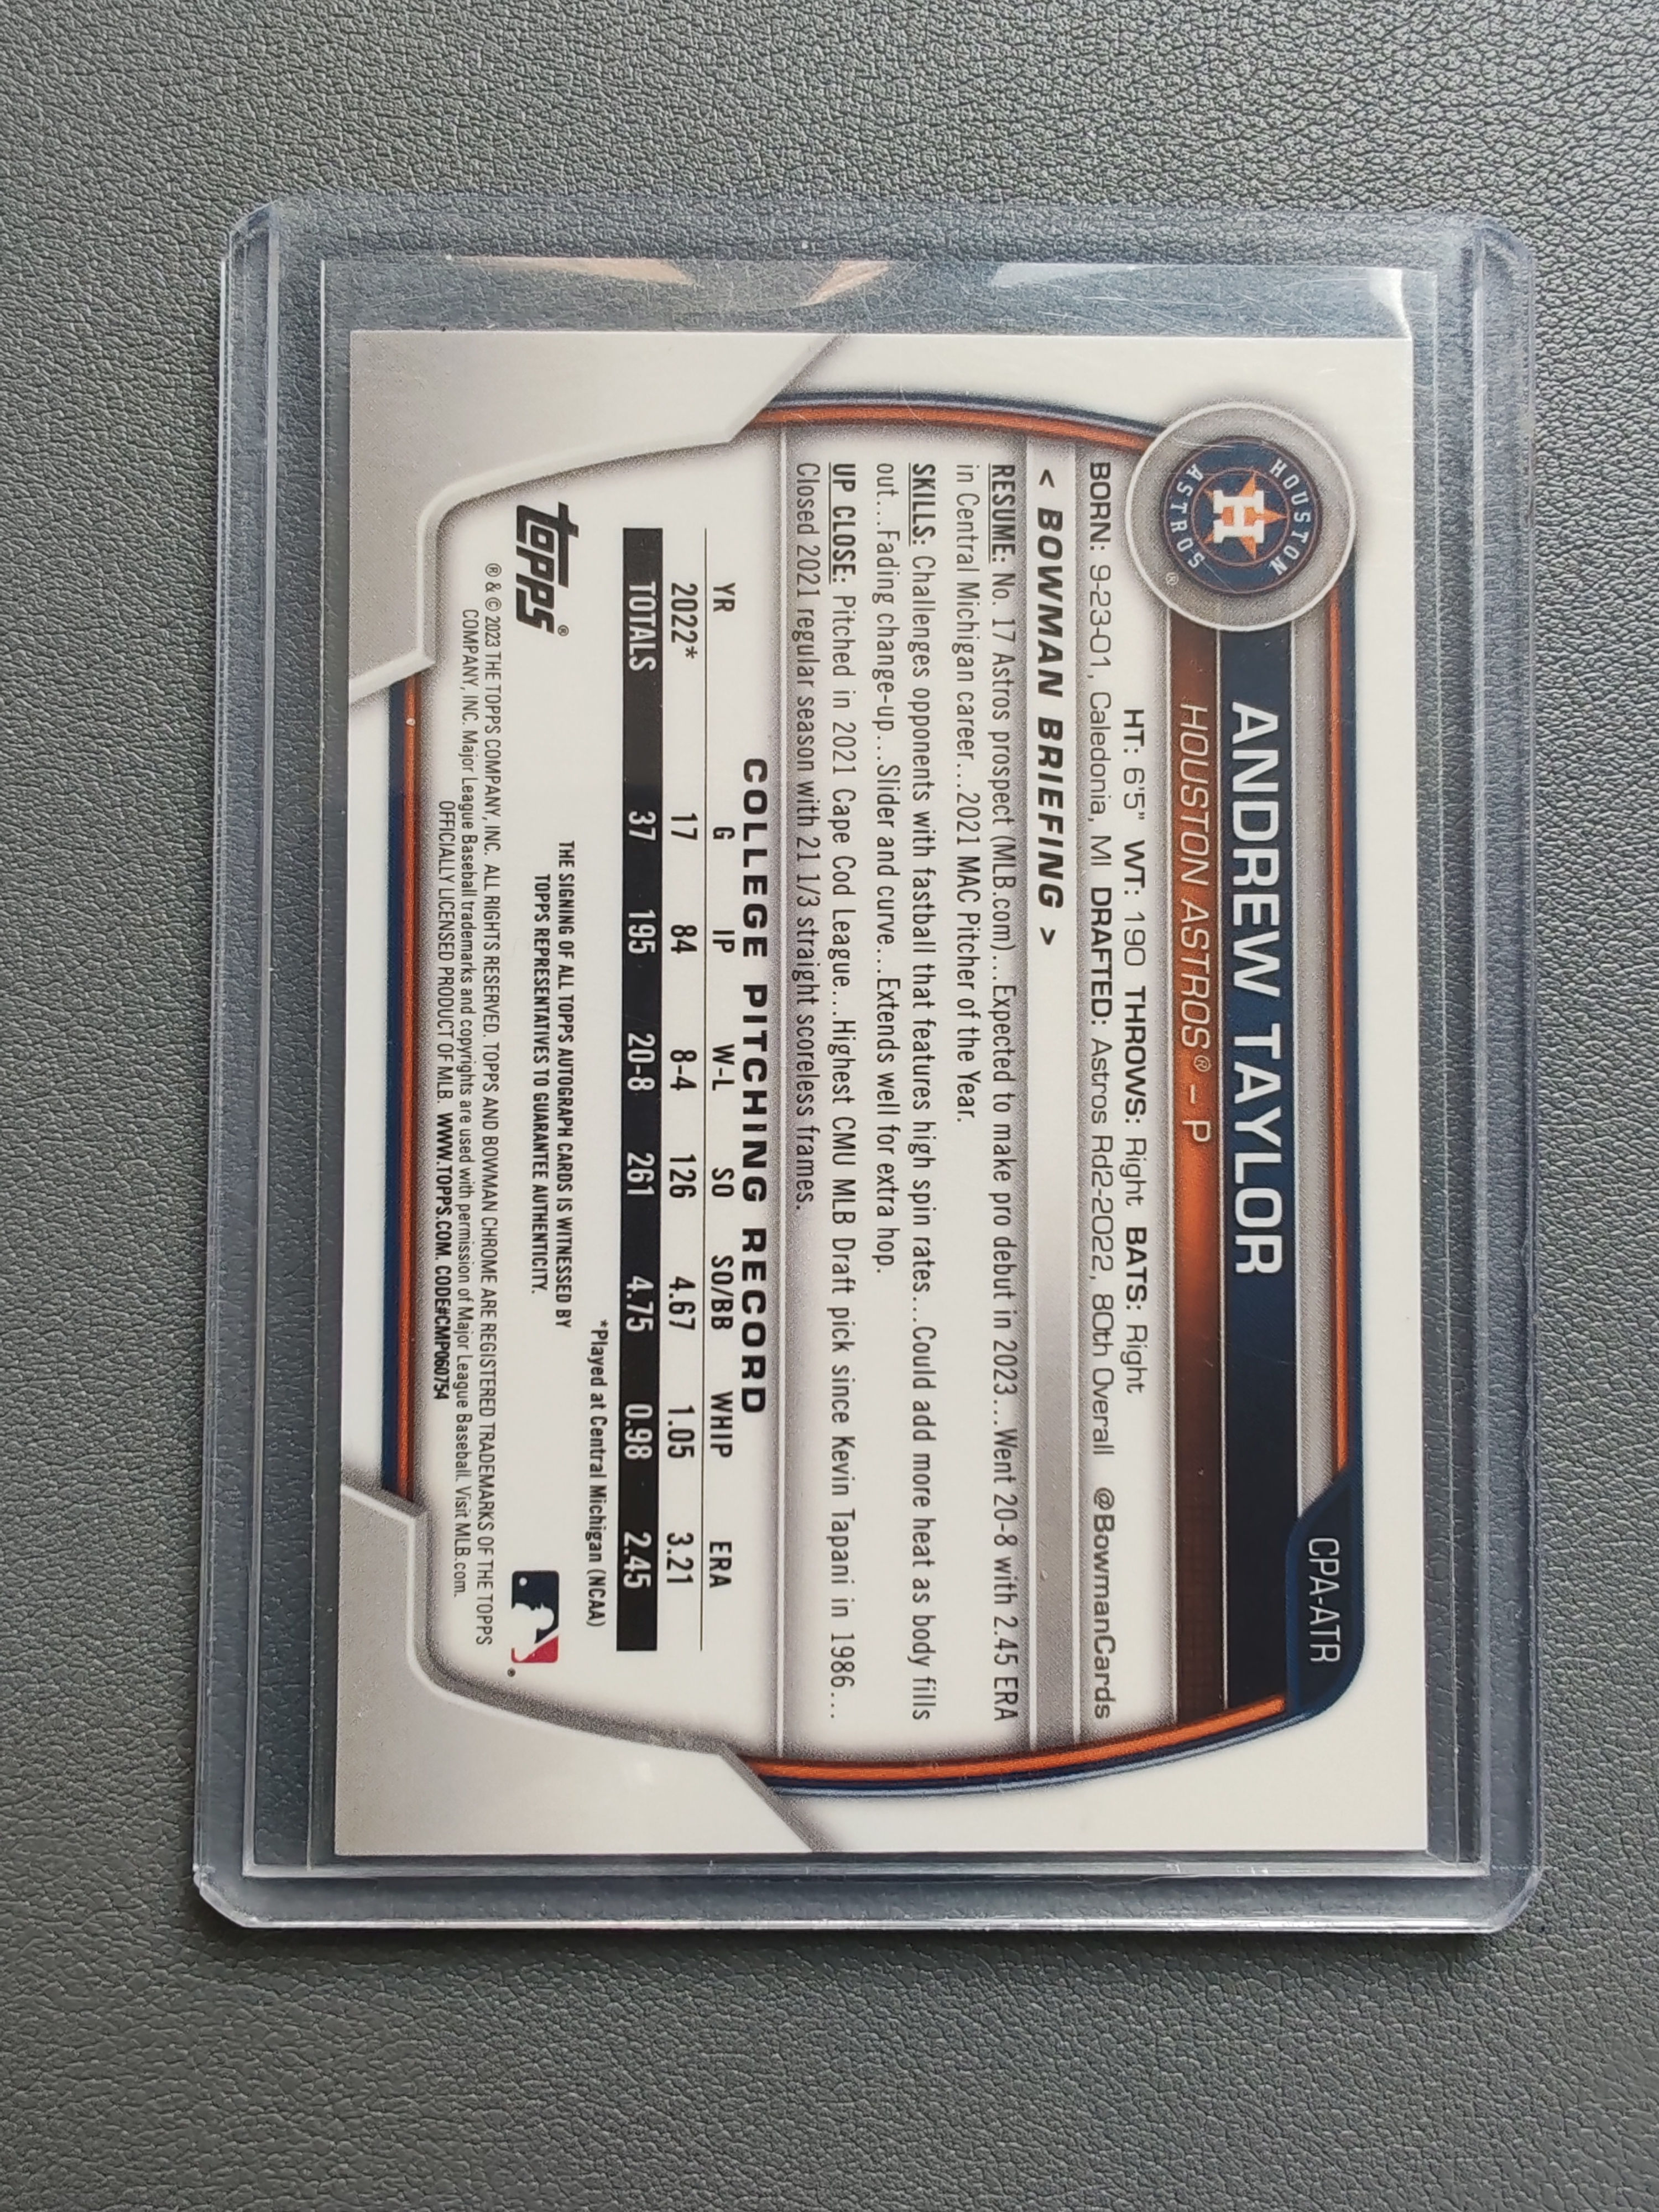 CPA-ATR
HOUSTON ASTROS ®
ANDREW TAYLOR
HOUSTON ASTROS® – P
HT: 6'5" WT: 190 THROWS: Right BATS: Right
BORN: 9-23-01, Caledonia, MI DRAFTED: Astros Rd2-2022, 80th Overall @BowmanCards
< BOWMAN BRIEFING >
RESUME: No. 17 Astros prospect (MLB.com)...Expected to make pro debut in 2023...Went 20-8 with 2.45 ERA
in Central Michigan career...2021 MAC Pitcher of the Year.
SKILLS: Challenges opponents with fastball that features high spin rates...Could add more heat as body fills
out...Fading change-up...Slider and curve...Extends well for extra hop.
UP CLOSE: Pitched in 2021 Cape Cod League...Highest CMU MLB Draft pick since Kevin Tapani in 1986...
Closed 2021 regular season with 21 1/3 straight scoreless frames.
COLLEGE PITCHING RECORD
YR G IP W-L SO SO/BB WHIP ERA
2022* 17 84 8-4 126 4.67 1.05 3.21
TOTALS 37 195 20-8 261 4.75 0.98 2.45
*Played at Central Michigan (NCAA)
THE SIGNING OF ALL TOPPS AUTOGRAPH CARDS IS WITNESSED BY
TOPPS REPRESENTATIVES TO GUARANTEE AUTHENTICITY.
topps®
® & © 2023 THE TOPPS COMPANY, INC. ALL RIGHTS RESERVED. TOPPS AND BOWMAN CHROME ARE REGISTERED TRADEMARKS OF THE TOPPS
COMPANY, INC. Major League Baseball trademarks and copyrights are used with permission of Major League Baseball. Visit MLB.com.
OFFICIALLY LICENSED PRODUCT OF MLB. WWW.TOPPS.COM. CODE#CMP060754